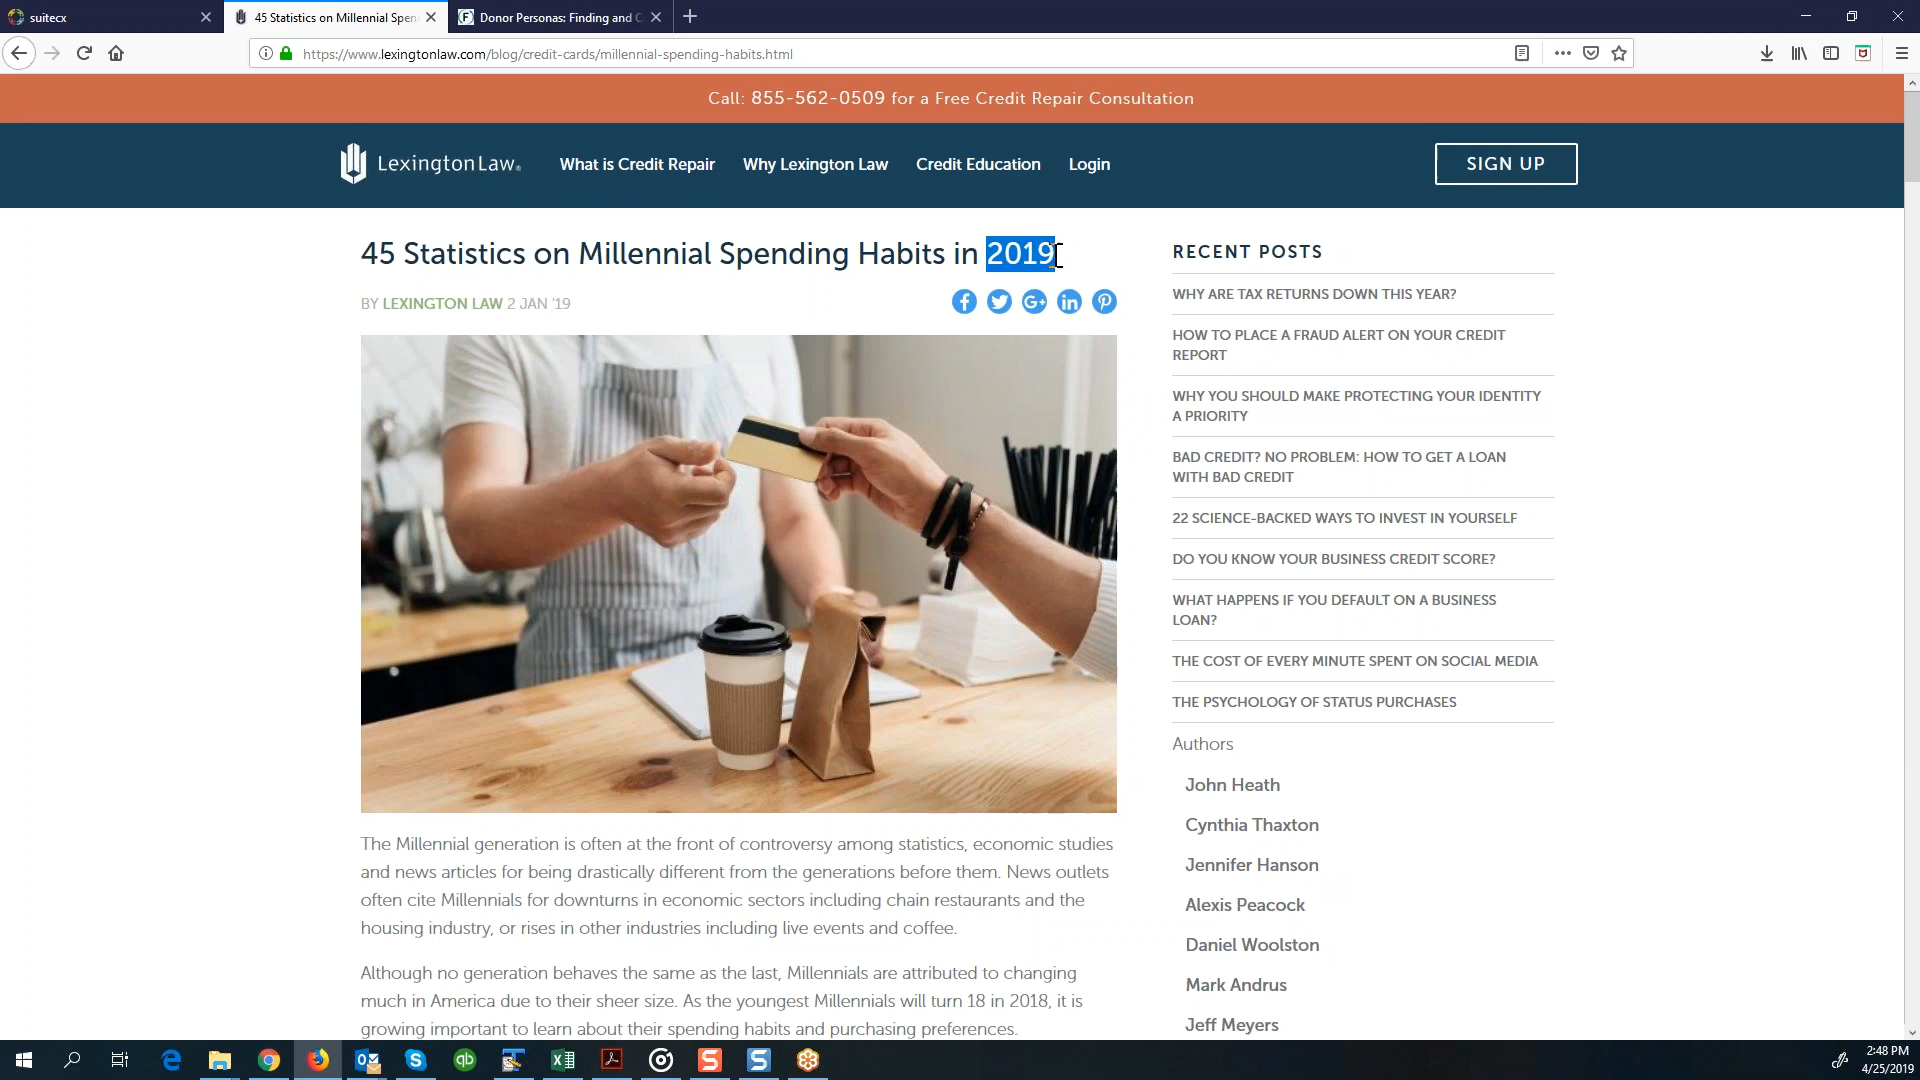 suitecx
45 Statistics on Millennial Spen
Donor Personas: Finding and C
https://www.lexingtonlaw.com/blog/credit-cards/millennial-spending-habits.html
Call: 855-562-0509 for a Free Credit Repair Consultation
LexingtonLaw
What is Credit Repair
Why Lexington Law
Credit Education
Login
SIGN UP
45 Statistics on Millennial Spending Habits in 2019
BY LEXINGTON LAW 2 JAN '19
The Millennial generation is often at the front of controversy among statistics, economic studies
and news articles for being drastically different from the generations before them. News outlets
often cite Millennials for downturns in economic sectors including chain restaurants and the
housing industry, or rises in other industries including live events and coffee.
Although no generation behaves the same as the last, Millennials are attributed to changing
much in America due to their sheer size. As the youngest Millennials will turn 18 in 2018, it is
growing important to learn about their spending habits and purchasing preferences.
RECENT POSTS
WHY ARE TAX RETURNS DOWN THIS YEAR?
HOW TO PLACE A FRAUD ALERT ON YOUR CREDIT
REPORT
WHY YOU SHOULD MAKE PROTECTING YOUR IDENTITY
A PRIORITY
BAD CREDIT? NO PROBLEM: HOW TO GET A LOAN
WITH BAD CREDIT
22 SCIENCE-BACKED WAYS TO INVEST IN YOURSELF
DO YOU KNOW YOUR BUSINESS CREDIT SCORE?
WHAT HAPPENS IF YOU DEFAULT ON A BUSINESS
LOAN?
THE COST OF EVERY MINUTE SPENT ON SOCIAL MEDIA
THE PSYCHOLOGY OF STATUS PURCHASES
Authors
John Heath
Cynthia Thaxton
Jennifer Hanson
Alexis Peacock
Daniel Woolston
Mark Andrus
Jeff Meyers
2:48 PM
4/25/2019